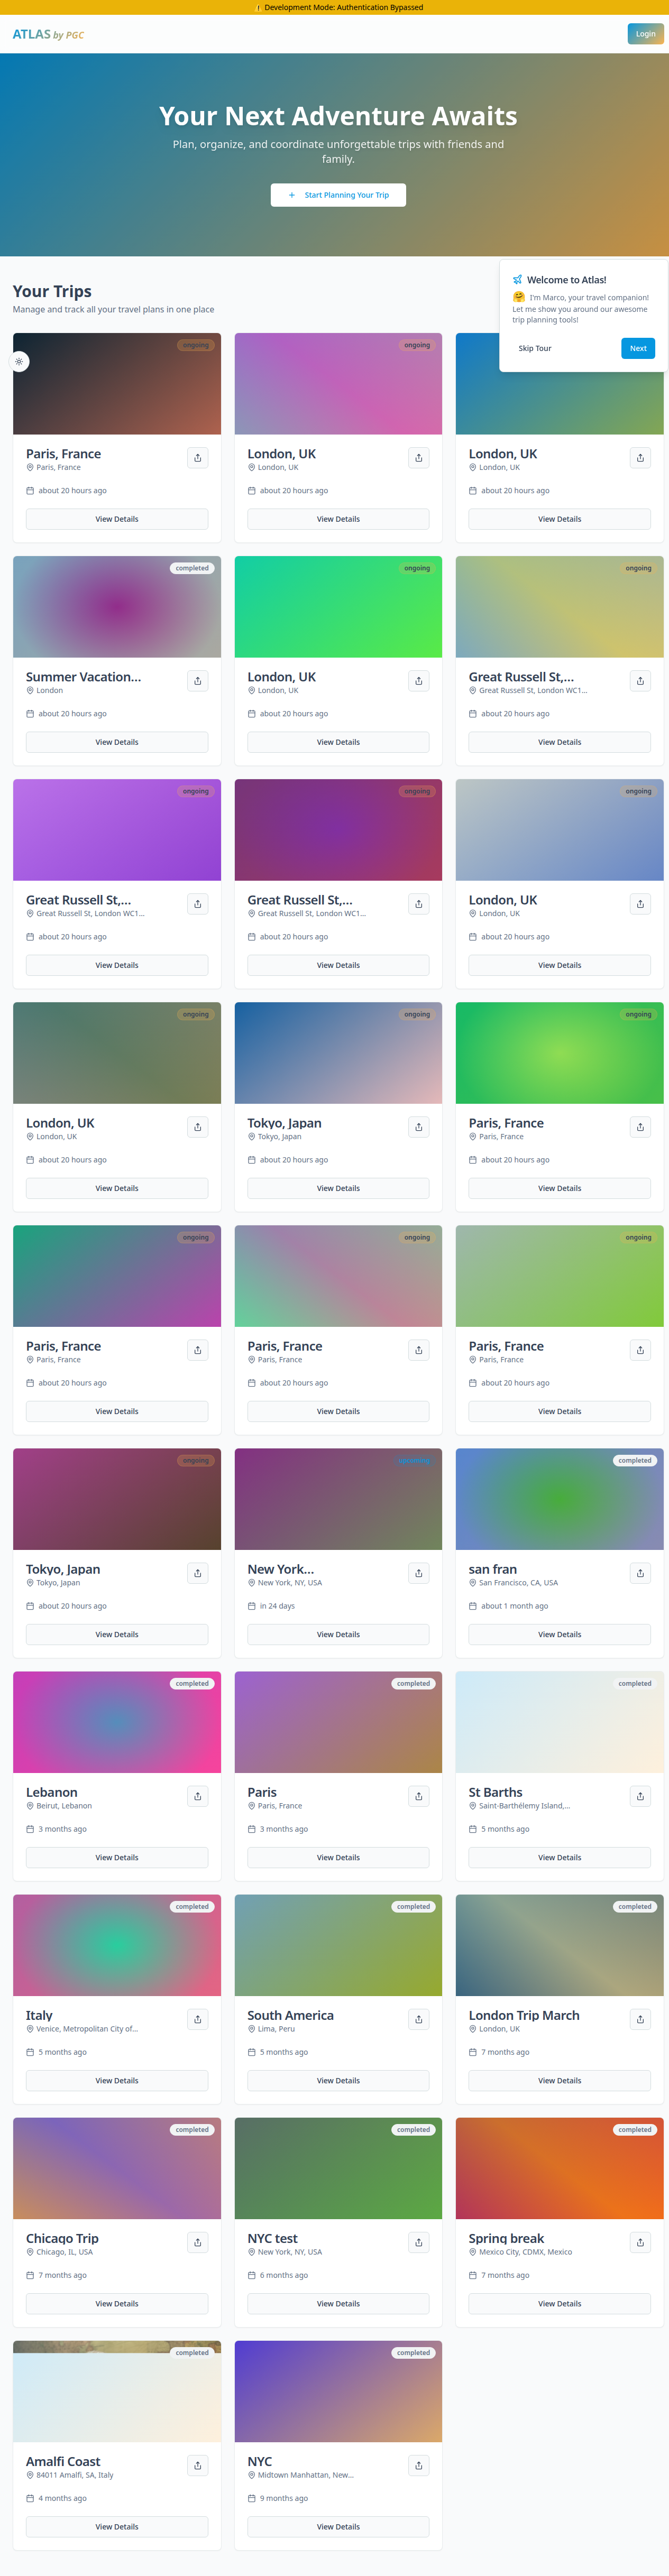 ⚠️ Development Mode: Authentication Bypassed
ATLAS by PGC
Login
Your Next Adventure Awaits
Plan, organize, and coordinate unforgettable trips with friends and
family.
Start Planning Your Trip
Welcome to Atlas!
🤗 I'm Marco, your travel companion!
Let me show you around our awesome
trip planning tools!
Skip Tour
Next
Your Trips
Manage and track all your travel plans in one place
ongoing
Paris, France
Paris, France
about 20 hours ago
View Details
ongoing
London, UK
London, UK
about 20 hours ago
View Details
London, UK
London, UK
about 20 hours ago
View Details
completed
Summer Vacation...
London
about 20 hours ago
View Details
ongoing
London, UK
London, UK
about 20 hours ago
View Details
ongoing
Great Russell St,...
Great Russell St, London WC1...
about 20 hours ago
View Details
ongoing
Great Russell St,...
Great Russell St, London WC1...
about 20 hours ago
View Details
ongoing
Great Russell St,...
Great Russell St, London WC1...
about 20 hours ago
View Details
ongoing
London, UK
London, UK
about 20 hours ago
View Details
ongoing
London, UK
London, UK
about 20 hours ago
View Details
ongoing
Tokyo, Japan
Tokyo, Japan
about 20 hours ago
View Details
ongoing
Paris, France
Paris, France
about 20 hours ago
View Details
ongoing
Paris, France
Paris, France
about 20 hours ago
View Details
ongoing
Paris, France
Paris, France
about 20 hours ago
View Details
ongoing
Paris, France
Paris, France
about 20 hours ago
View Details
ongoing
Tokyo, Japan
Tokyo, Japan
about 20 hours ago
View Details
New York...
New York, NY, USA
in 24 days
View Details
completed
san fran
San Francisco, CA, USA
about 1 month ago
View Details
completed
Lebanon
Beirut, Lebanon
3 months ago
View Details
completed
Paris
Paris, France
3 months ago
View Details
completed
St Barths
Saint-Barthélemy Island,...
5 months ago
View Details
completed
Italy
Venice, Metropolitan City of...
5 months ago
View Details
completed
South America
Lima, Peru
5 months ago
View Details
completed
London Trip March
London, UK
7 months ago
View Details
completed
Chicago Trip
Chicago, IL, USA
7 months ago
View Details
completed
NYC test
New York, NY, USA
6 months ago
View Details
completed
Spring break
Mexico City, CDMX, Mexico
7 months ago
View Details
completed
Amalfi Coast
84011 Amalfi, SA, Italy
4 months ago
View Details
completed
NYC
Midtown Manhattan, New...
9 months ago
View Details